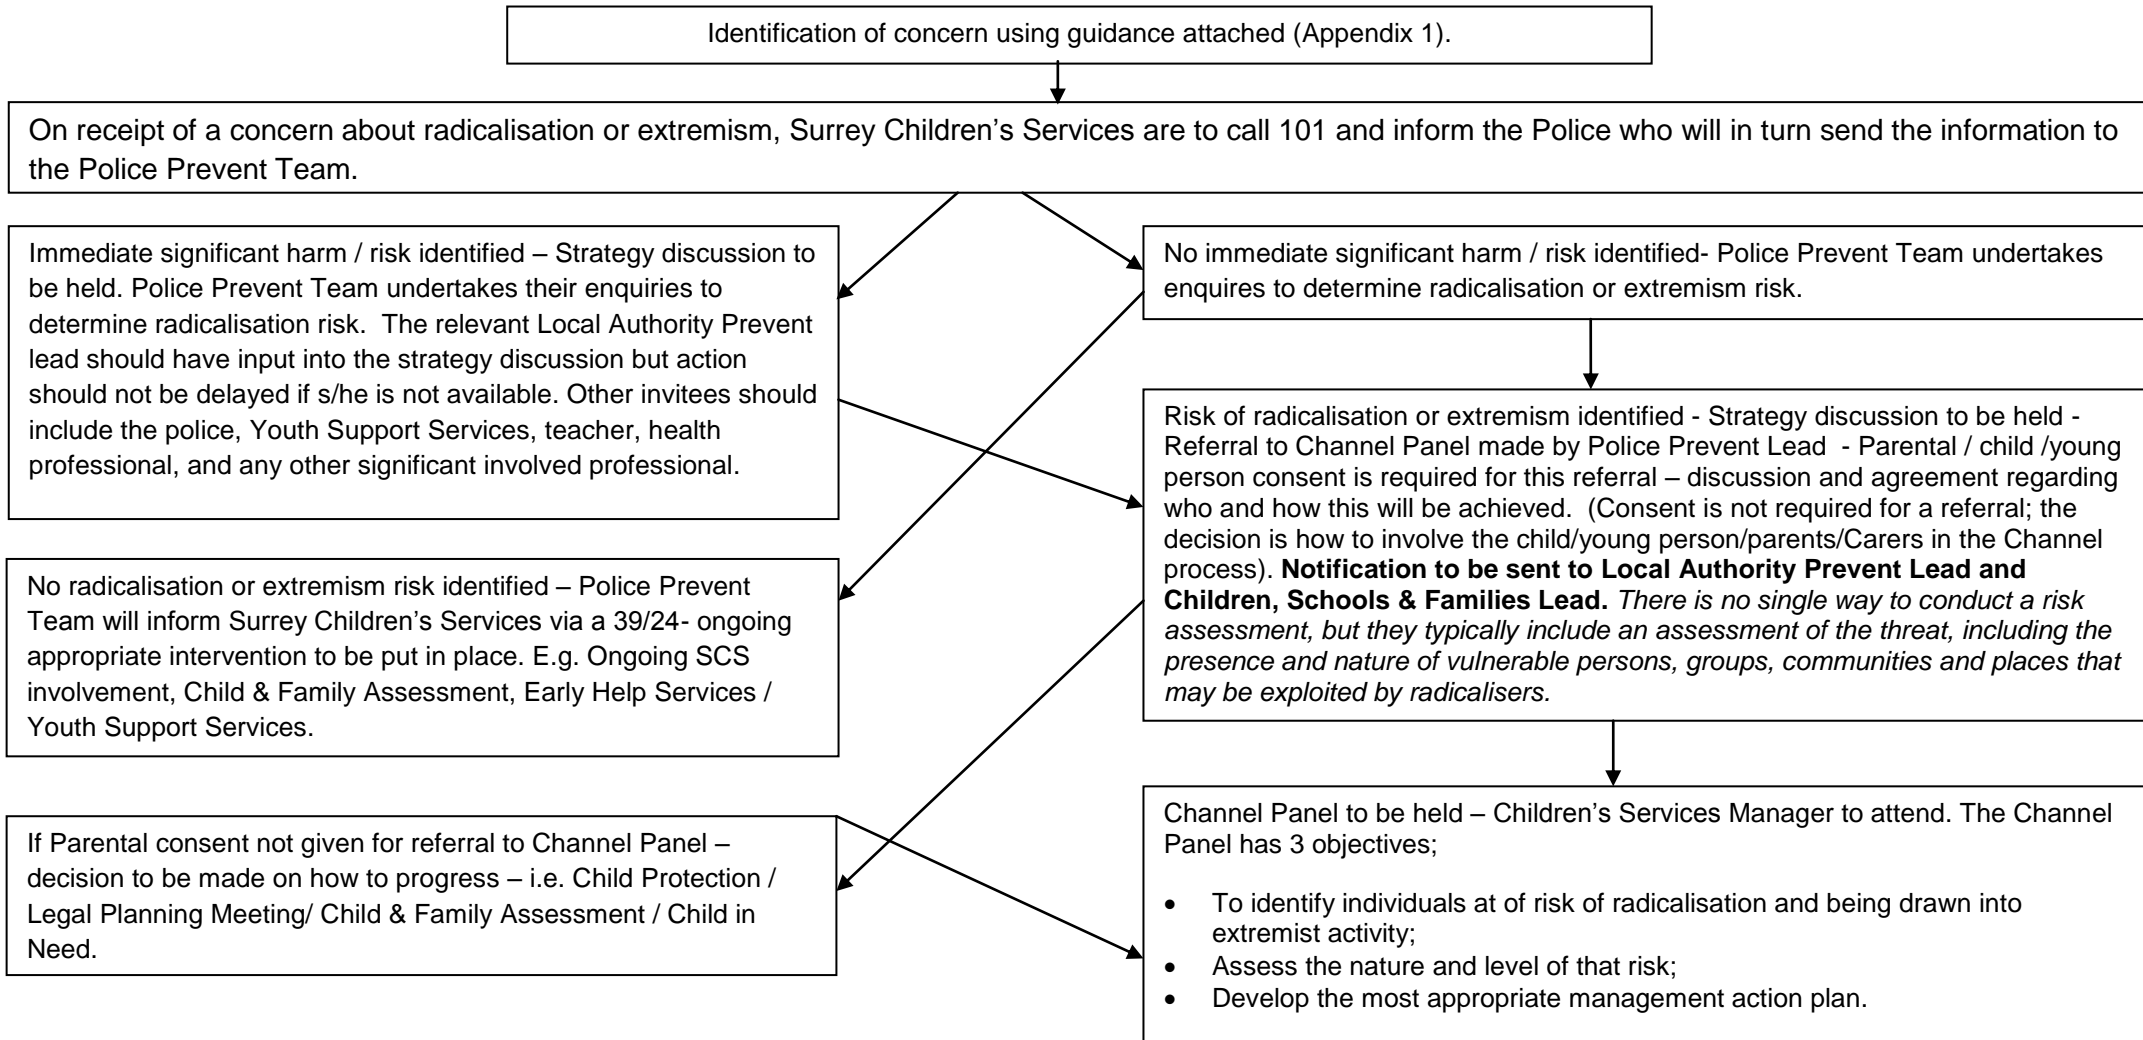 Identification of concern using guidance attached (Appendix 1).
On receipt of a concern about radicalisation or extremism, Surrey Children’s Services are to call 101 and inform the Police who will in turn send the information to
the Police Prevent Team.
Immediate significant harm / risk identified – Strategy discussion to
be held. Police Prevent Team undertakes their enquiries to
determine radicalisation risk.  The relevant Local Authority Prevent
lead should have input into the strategy discussion but action
should not be delayed if s/he is not available. Other invitees should
include the police, Youth Support Services, teacher, health
professional, and any other significant involved professional.
No immediate significant harm / risk identified- Police Prevent Team undertakes
enquires to determine radicalisation or extremism risk.
Risk of radicalisation or extremism identified - Strategy discussion to be held -
Referral to Channel Panel made by Police Prevent Lead  - Parental / child /young
person consent is required for this referral – discussion and agreement regarding
who and how this will be achieved.  (Consent is not required for a referral; the
decision is how to involve the child/young person/parents/Carers in the Channel
process). Notification to be sent to Local Authority Prevent Lead and
Children, Schools & Families Lead. There is no single way to conduct a risk
assessment, but they typically include an assessment of the threat, including the
presence and nature of vulnerable persons, groups, communities and places that
may be exploited by radicalisers.
No radicalisation or extremism risk identified – Police Prevent
Team will inform Surrey Children’s Services via a 39/24- ongoing
appropriate intervention to be put in place. E.g. Ongoing SCS
involvement, Child & Family Assessment, Early Help Services /
Youth Support Services.
If Parental consent not given for referral to Channel Panel –
decision to be made on how to progress – i.e. Child Protection /
Legal Planning Meeting/ Child & Family Assessment / Child in
Need.
Channel Panel to be held – Children’s Services Manager to attend. The Channel
Panel has 3 objectives;
• To identify individuals at of risk of radicalisation and being drawn into
extremist activity;
• Assess the nature and level of that risk;
• Develop the most appropriate management action plan.